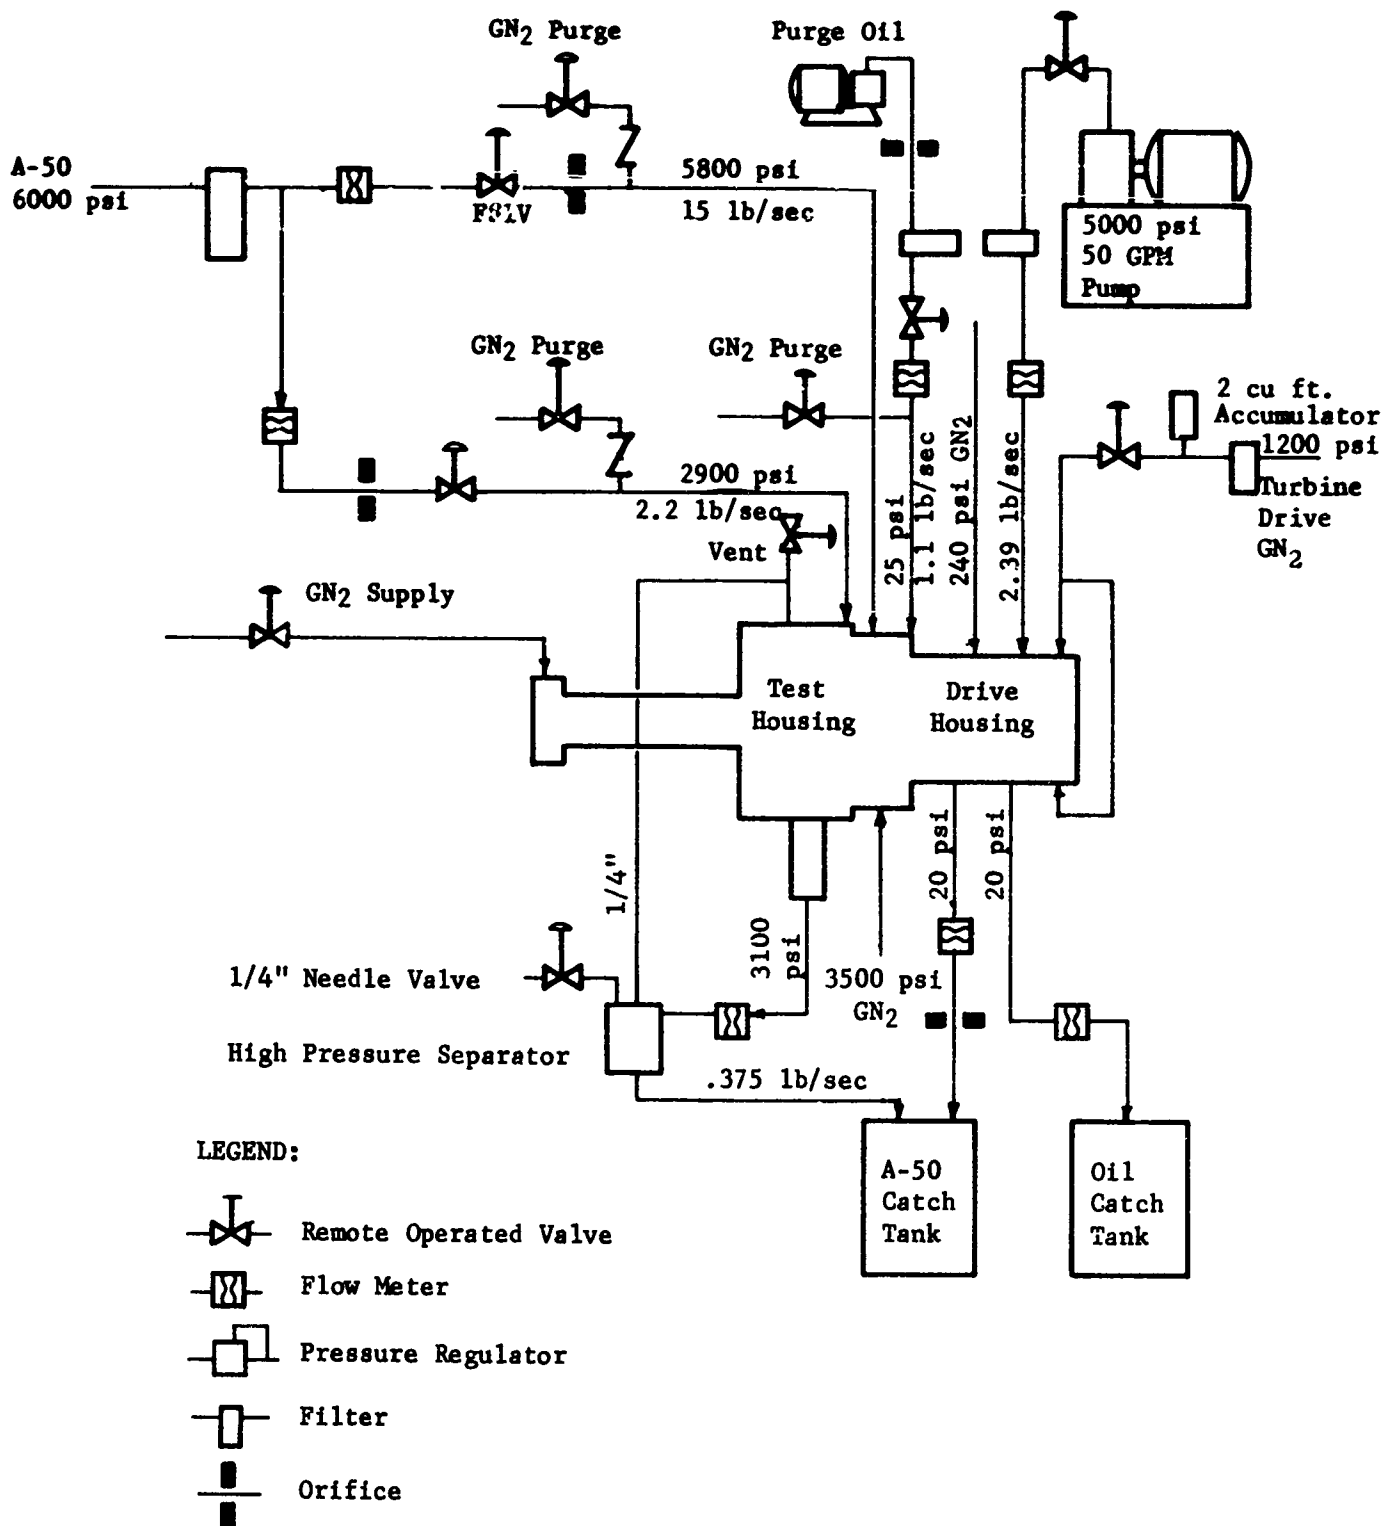 GN2 Purge
Purge Oil
A-50
6000 psi
5800 psi
15 lb/sec
5000 psi
50 GPM
Pump
GN2 Purge
GN2 Purge
2 cu ft.
Accumulator
1200 psi
Turbine
Drive
GN2
2900 psi
2.2 lb/sec
Vent
25 psi
1.1 lb/sec
240 psi GN2
2.39 lb/sec
GN2 Supply
Test
Housing
Drive
Housing
1/4"
3100
psi
20 psi
20 psi
1/4" Needle Valve
3500 psi
GN2
High Pressure Separator
.375 lb/sec
A-50
Catch
Tank
Oil
Catch
Tank
LEGEND:
Remote Operated Valve
Flow Meter
Pressure Regulator
Filter
Orifice